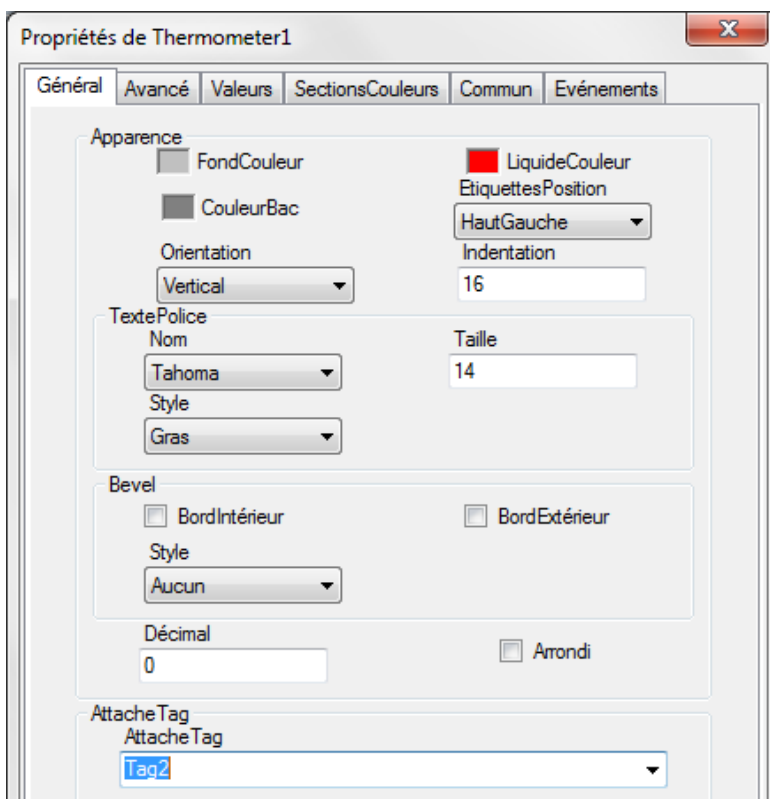 Propriétés de Thermometer1
Général Avancé Valeurs SectionsCouleurs Commun Evénements
Apparence
FondCouleur LiquideCouleur
CouleurBac EtiquettesPosition
HautGauche
Orientation Indentation
Vertical 16
TextePolice
Nom Taille
Tahoma 14
Style
Gras
Bevel
BordIntérieur BordExtérieur
Style
Aucun
Décimal
0 Arrondi
AttacheTag
AttacheTag
Tag2